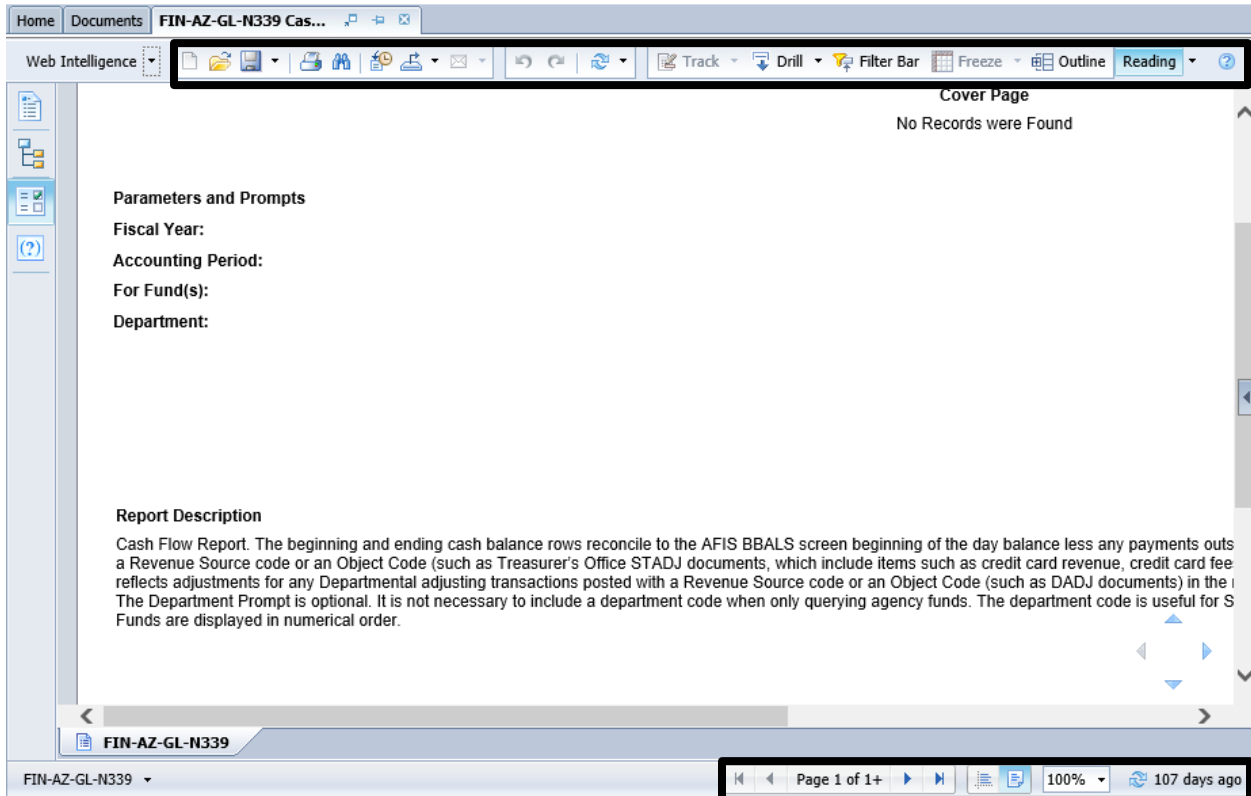 Home Documents FIN-AZ-GL-N339 Cas...
Web Intelligence Track Drill Filter Bar Freeze Outline Reading
Cover Page
No Records were Found
Parameters and Prompts
Fiscal Year:
Accounting Period:
For Fund(s):
Department:
Report Description
Cash Flow Report. The beginning and ending cash balance rows reconcile to the AFIS BBALS screen beginning of the day balance less any payments outs
a Revenue Source code or an Object Code (such as Treasurer's Office STADJ documents, which include items such as credit card revenue, credit card fee
reflects adjustments for any Departmental adjusting transactions posted with a Revenue Source code or an Object Code (such as DADJ documents) in the
The Department Prompt is optional. It is not necessary to include a department code when only querying agency funds. The department code is useful for S
Funds are displayed in numerical order.
FIN-AZ-GL-N339
FIN-AZ-GL-N339 Page 1 of 1+ 100% 107 days ago